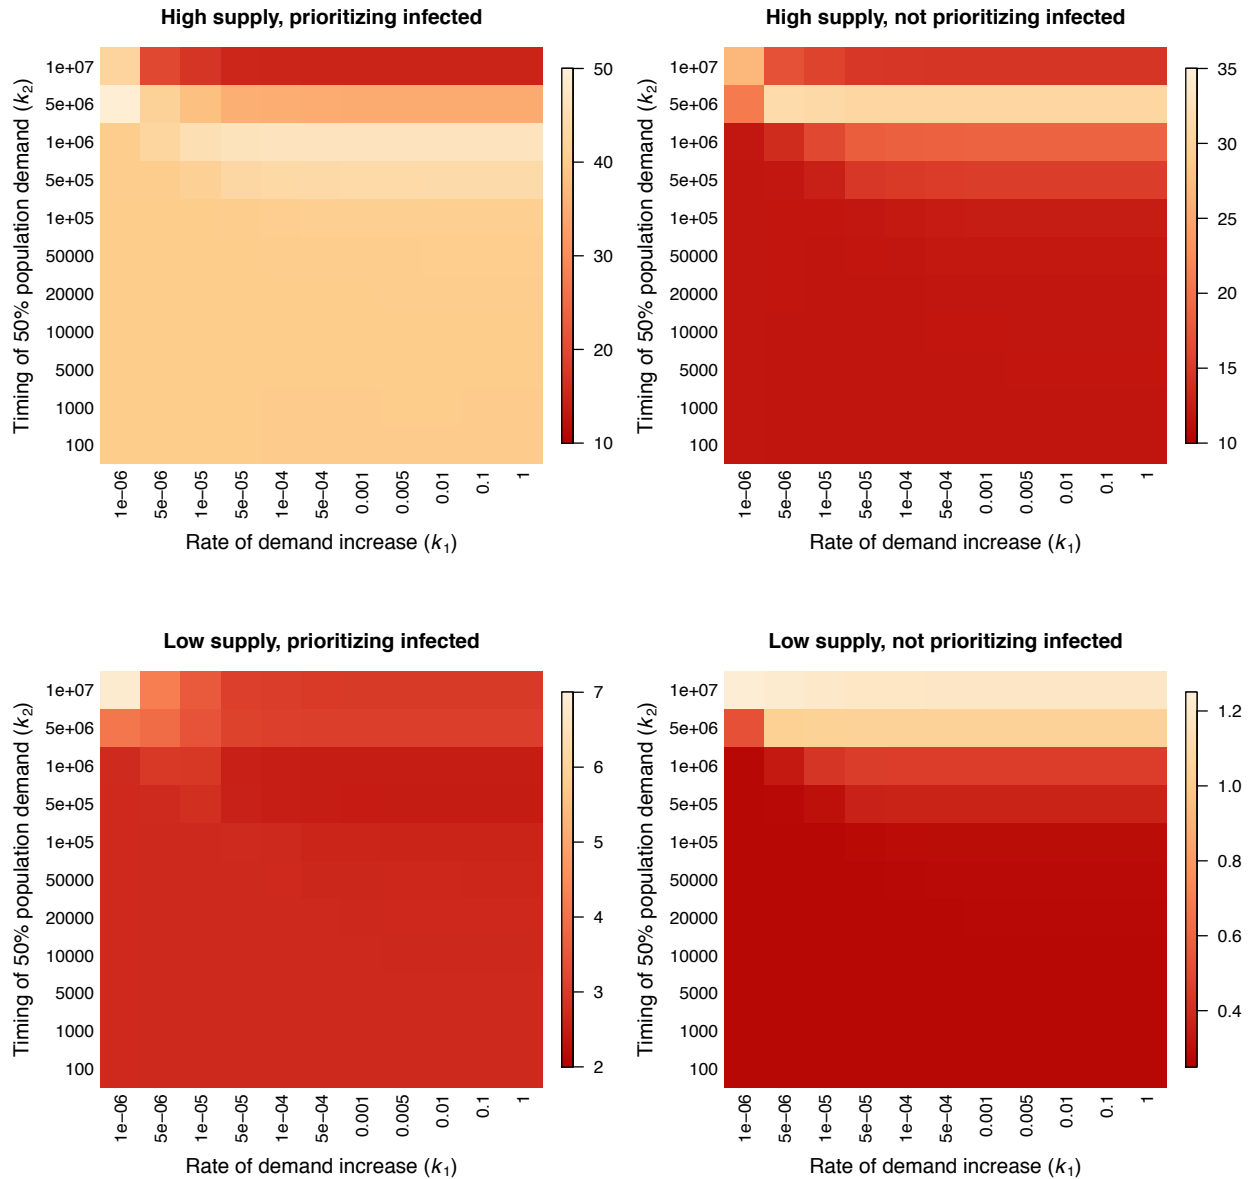 High supply, prioritizing infected
Timing of 50% population demand (k₂)
1e+07
5e+06
1e+06
5e+05
1e+05
50000
20000
10000
5000
1000
100
1e−06
5e−06
1e−05
5e−05
1e−04
5e−04
0.001
0.005
0.01
0.1
1
Rate of demand increase (k₁)
50
40
30
20
10
High supply, not prioritizing infected
Timing of 50% population demand (k₂)
1e+07
5e+06
1e+06
5e+05
1e+05
50000
20000
10000
5000
1000
100
1e−06
5e−06
1e−05
5e−05
1e−04
5e−04
0.001
0.005
0.01
0.1
1
Rate of demand increase (k₁)
35
30
25
20
15
10
Low supply, prioritizing infected
Timing of 50% population demand (k₂)
1e+07
5e+06
1e+06
5e+05
1e+05
50000
20000
10000
5000
1000
100
1e−06
5e−06
1e−05
5e−05
1e−04
5e−04
0.001
0.005
0.01
0.1
1
Rate of demand increase (k₁)
7
6
5
4
3
2
Low supply, not prioritizing infected
Timing of 50% population demand (k₂)
1e+07
5e+06
1e+06
5e+05
1e+05
50000
20000
10000
5000
1000
100
1e−06
5e−06
1e−05
5e−05
1e−04
5e−04
0.001
0.005
0.01
0.1
1
Rate of demand increase (k₁)
1.2
1.0
0.8
0.6
0.4